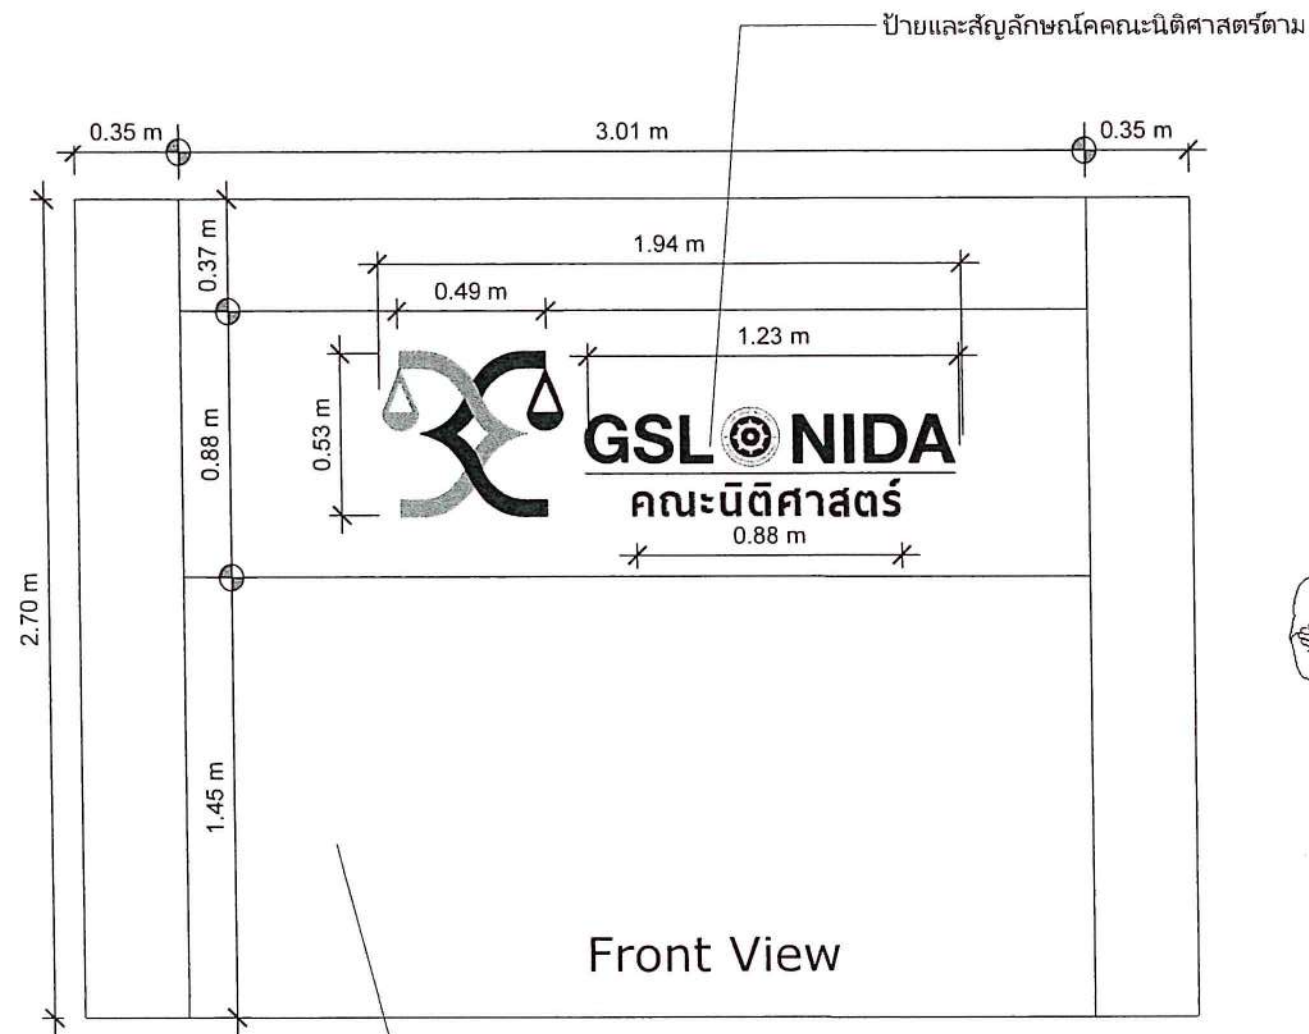 ป้ายและสัญลักษณ์คคณะนิติศาสตร์ตาม
0.35 m
3.01 m
0.35 m
0.37 m
1.94 m
0.49 m
1.23 m
0.53 m
0.88 m
GSL NIDA
คณะนิติศาสตร์
0.88 m
2.70 m
1.45 m
Front View